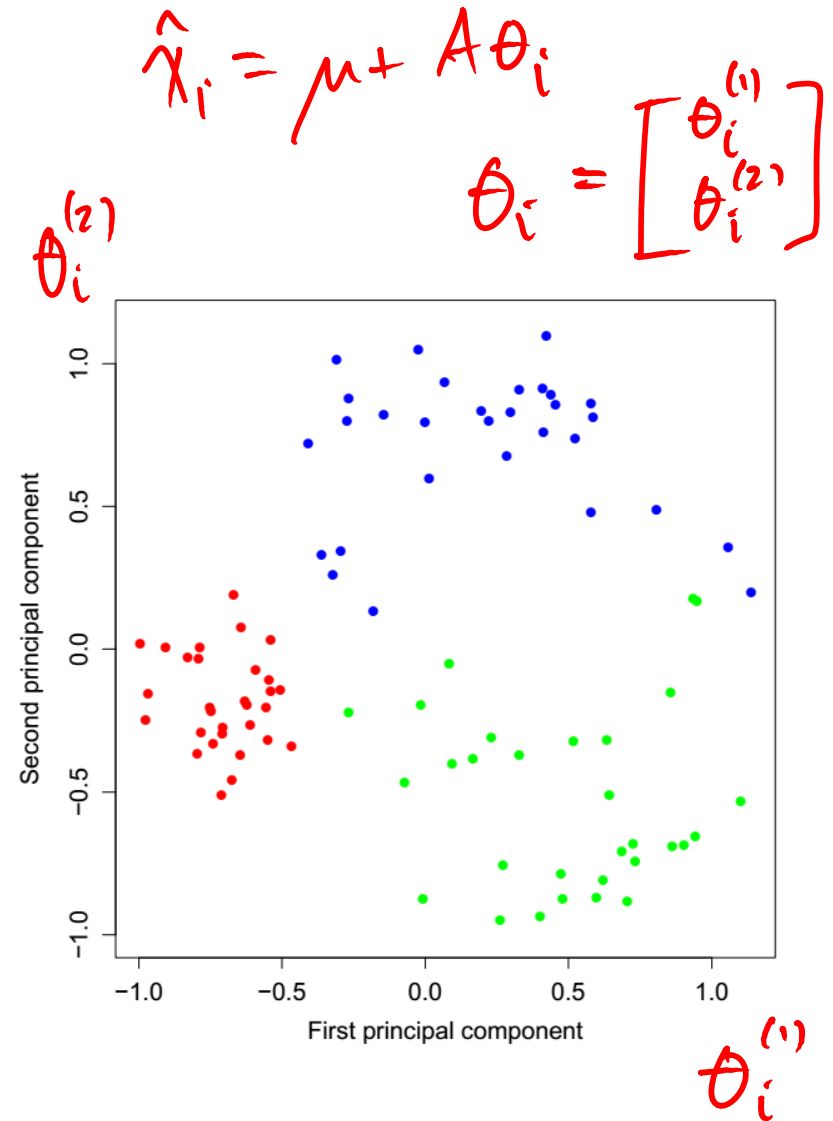 x̂ᵢ = μ + Aθᵢ
θᵢ = [θᵢ⁽¹⁾
θᵢ⁽²⁾]
θᵢ⁽²⁾
1.0
0.5
0.0
−0.5
−1.0
Second principal component
−1.0 −0.5 0.0 0.5 1.0
First principal component
θᵢ⁽¹⁾